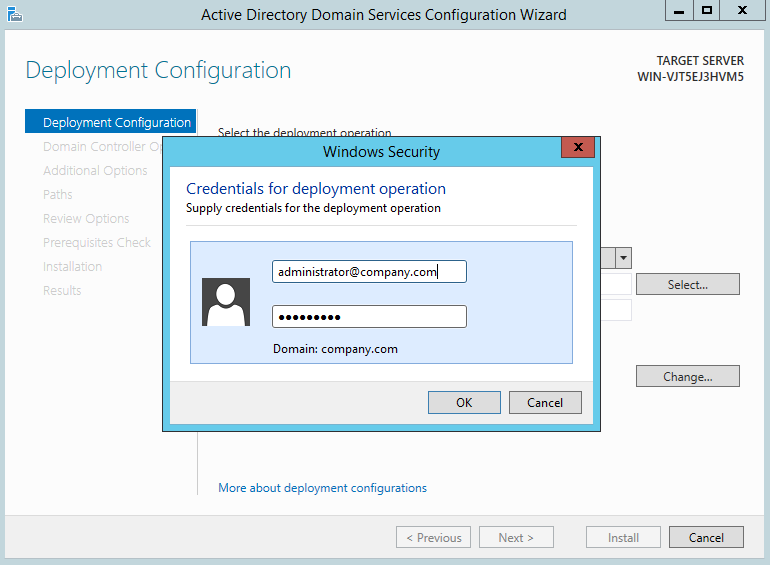 Active Directory Domain Services Configuration Wizard
Deployment Configuration
TARGET SERVER
WIN-VJT5EJ3HVM5
Deployment Configuration
Domain Controller Op
Additional Options
Paths
Review Options
Prerequisites Check
Installation
Results
Select the deployment operation
Windows Security
Credentials for deployment operation
Supply credentials for the deployment operation
administrator@company.com
●●●●●●●●●
Domain: company.com
OK
Cancel
Select...
Change...
More about deployment configurations
< Previous
Next >
Install
Cancel